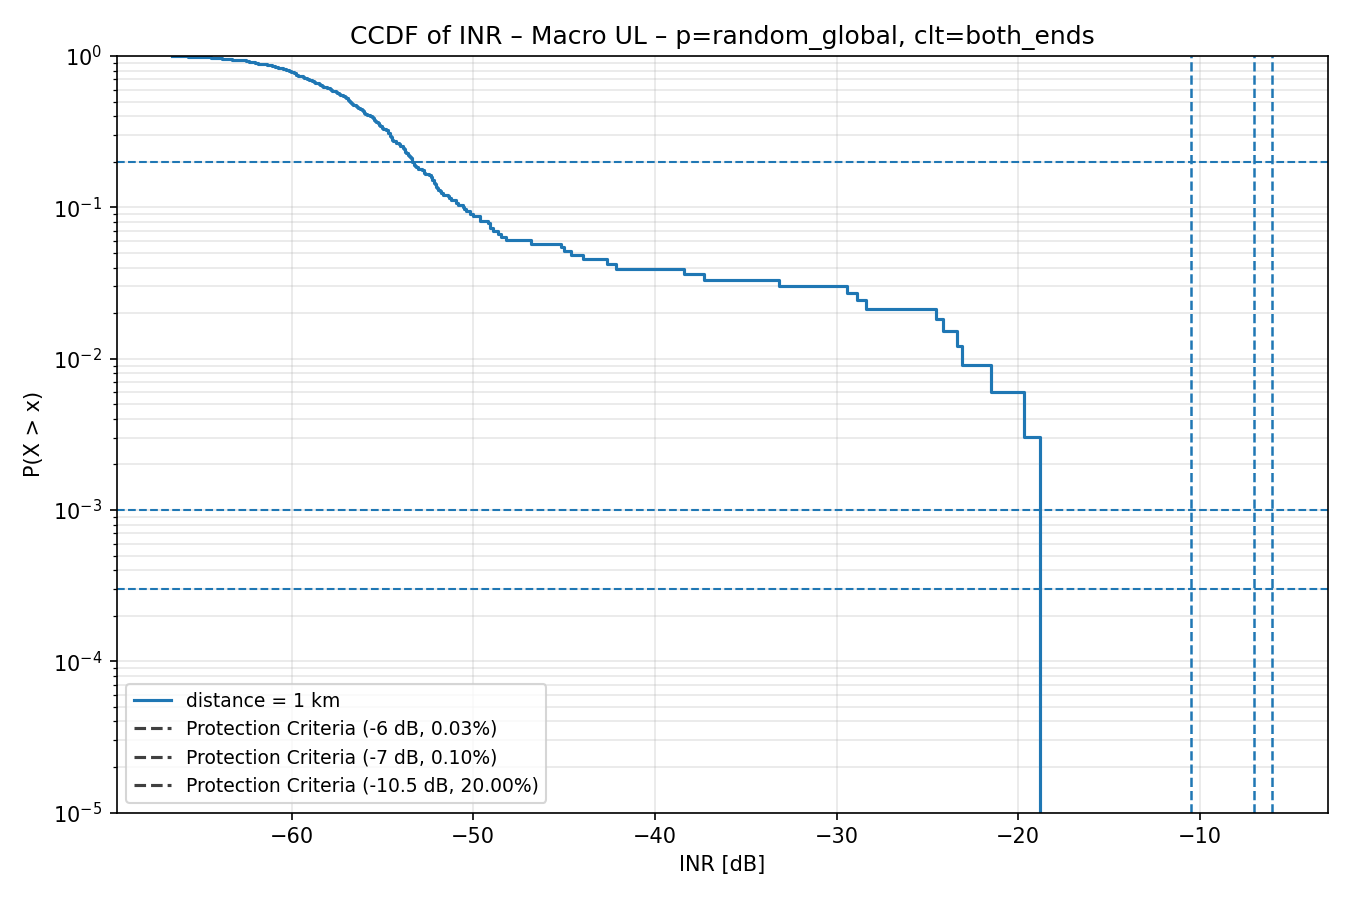 CCDF of INR – Macro UL – p=random_global, clt=both_ends
P(X > x)
10⁰
10⁻¹
10⁻²
10⁻³
10⁻⁴
10⁻⁵
distance = 1 km
Protection Criteria (-6 dB, 0.03%)
Protection Criteria (-7 dB, 0.10%)
Protection Criteria (-10.5 dB, 20.00%)
−60 −50 −40 −30 −20 −10
INR [dB]